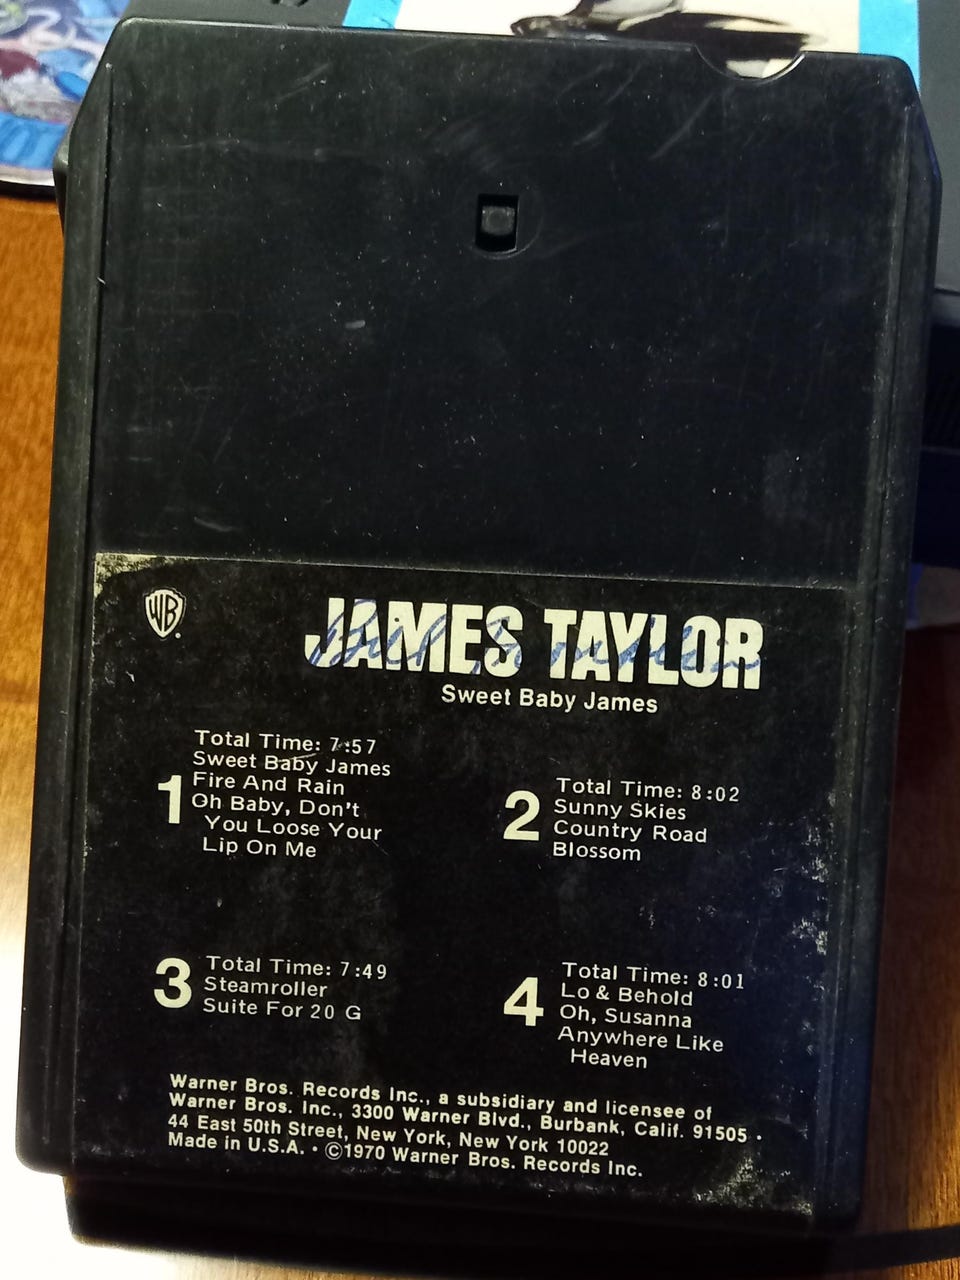 WB
JAMES TAYLOR
Sweet Baby James
1
Total Time: 7:57
Sweet Baby James
Fire And Rain
Oh Baby, Don't
You Loose Your
Lip On Me
2
Total Time: 8:02
Sunny Skies
Country Road
Blossom
3
Total Time: 7:49
Steamroller
Suite For 20 G
4
Total Time: 8:01
Lo & Behold
Oh, Susanna
Anywhere Like
Heaven
Warner Bros. Records Inc., a subsidiary and licensee of
Warner Bros. Inc., 3300 Warner Blvd., Burbank, Calif. 91505 •
44 East 50th Street, New York, New York 10022
Made in U.S.A. • ©1970 Warner Bros. Records Inc.